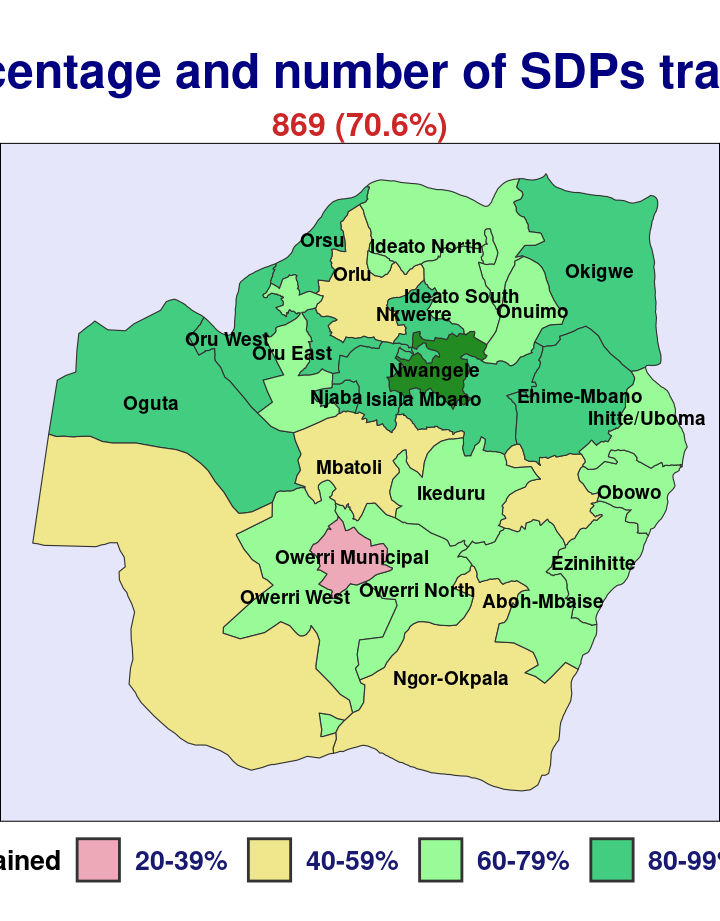 centage and number of SDPs tra
869 (70.6%)
Orsu
Ideato North
Orlu
Okigwe
Ideato South
Nkwerre
Onuimo
Oru West
Oru East
Nwangele
Njaba
Isiala Mbano
Ehime-Mbano
Oguta
Ihitte/Uboma
Mbatoli
Ikeduru
Obowo
Owerri Municipal
Ezinihitte
Owerri West
Owerri North
Aboh-Mbaise
Ngor-Okpala
ained 20-39% 40-59% 60-79% 80-99%